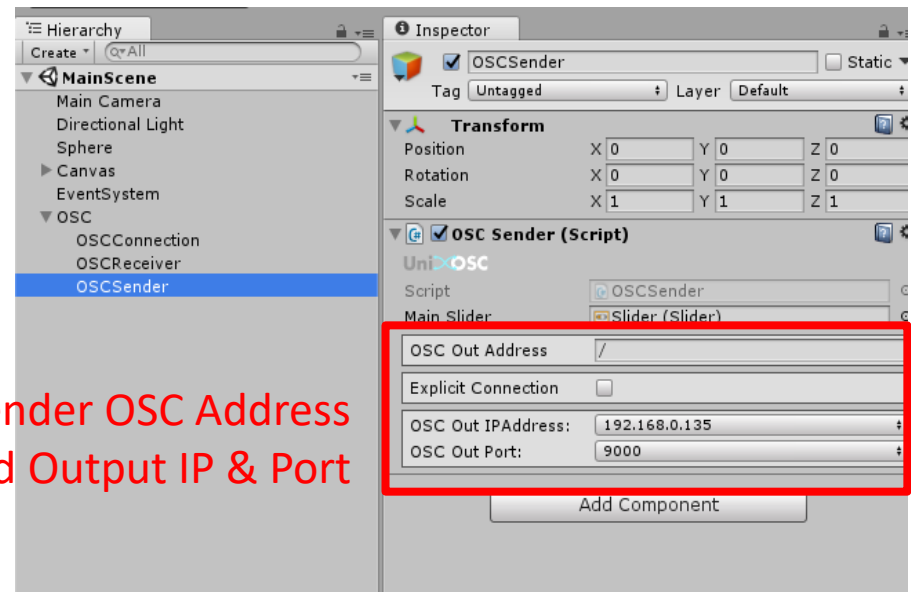 Hierarchy
Create
All
MainScene
Main Camera
Directional Light
Sphere
Canvas
EventSystem
OSC
OSCConnection
OSCReceiver
OSCSender
Inspector
OSCSender Static
Tag Untagged Layer Default
Transform
Position X 0 Y 0 Z 0
Rotation X 0 Y 0 Z 0
Scale X 1 Y 1 Z 1
OSC Sender (Script)
UniOSC
Script OSCSender
Main Slider Slider (Slider)
OSC Out Address /
Explicit Connection
OSC Out IPAddress: 192.168.0.135
OSC Out Port: 9000
Add Component
OSC Address
Output IP & Port